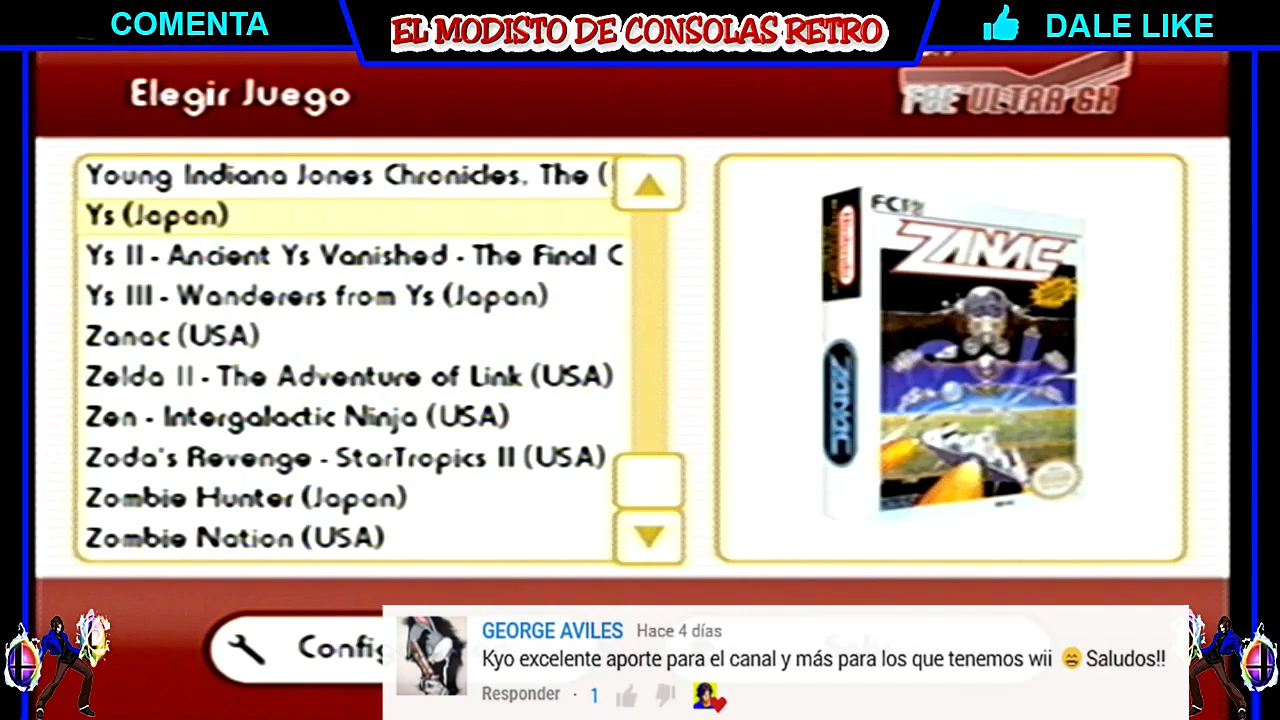 COMENTA
EL MODISTO DE CONSOLAS RETRO
DALE LIKE
Elegir Juego
FCE ULTRA GX
Young Indiana Jones Chronicles, The (
Ys (Japan)
Ys II - Ancient Ys Vanished - The Final C
Ys III - Wanderers from Ys (Japan)
Zanac (USA)
Zelda II - The Adventure of Link (USA)
Zen - Intergalactic Ninja (USA)
Zoda's Revenge - StarTropics II (USA)
Zombie Hunter (Japan)
Zombie Nation (USA)
FCI
ZANAC
Nintendo
ZANAC
Config
GEORGE AVILES Hace 4 días
Kyo excelente aporte para el canal y más para los que tenemos wii 😄 Saludos!!
Responder · 1